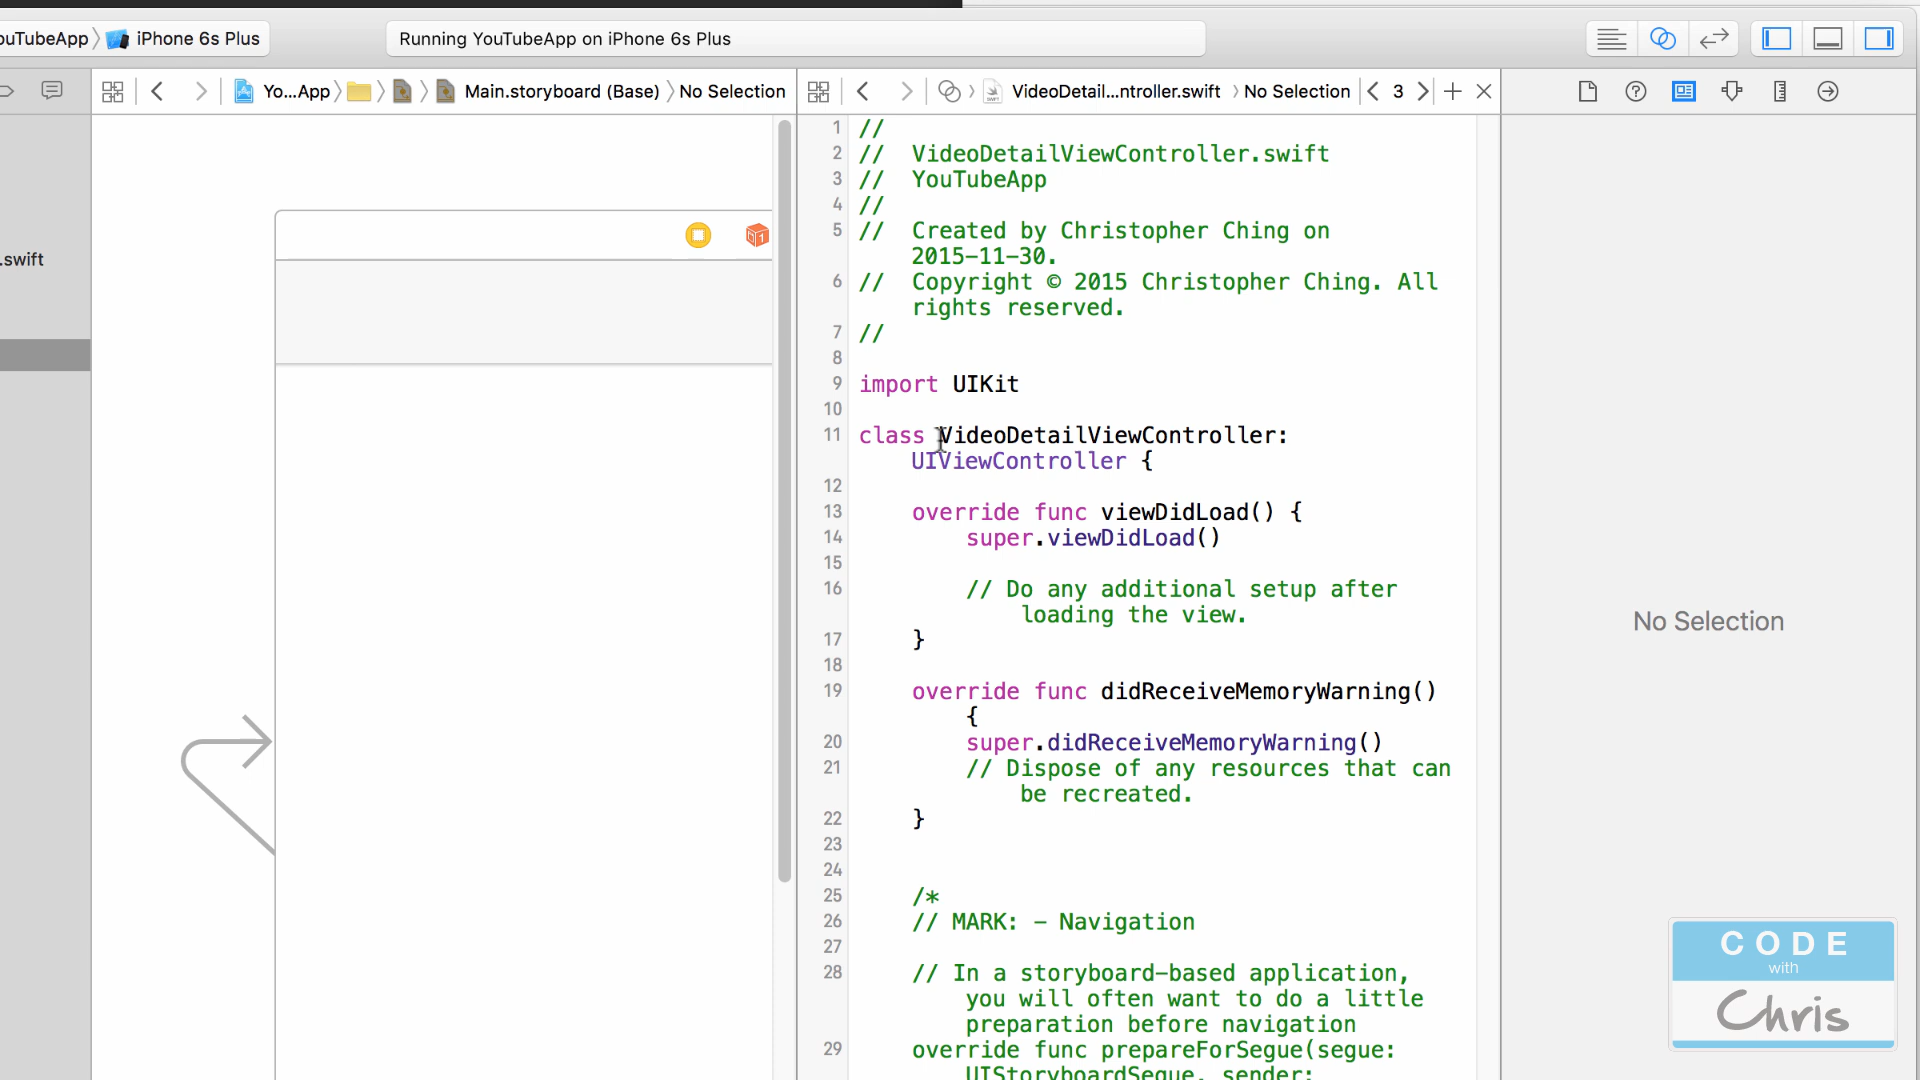 ouTubeApp
iPhone 6s Plus
Running YouTubeApp on iPhone 6s Plus
Yo...App
Main.storyboard (Base)
No Selection
VideoDetail...ntroller.swift
No Selection
3
.swift
1 //
2 // VideoDetailViewController.swift
3 // YouTubeApp
4 //
5 // Created by Christopher Ching on
2015-11-30.
6 // Copyright © 2015 Christopher Ching. All
rights reserved.
7 //
8
9 import UIKit
10
11 class VideoDetailViewController:
UIViewController {
12
13 override func viewDidLoad() {
14 super.viewDidLoad()
15
16 // Do any additional setup after
loading the view.
17 }
18
19 override func didReceiveMemoryWarning()
{
20 super.didReceiveMemoryWarning()
21 // Dispose of any resources that can
be recreated.
22 }
23
24
25 /*
26 // MARK: - Navigation
27
28 // In a storyboard-based application,
you will often want to do a little
preparation before navigation
29 override func prepareForSegue(segue:
UIStoryboardSegue, sender:
No Selection
CODE
with
Chris